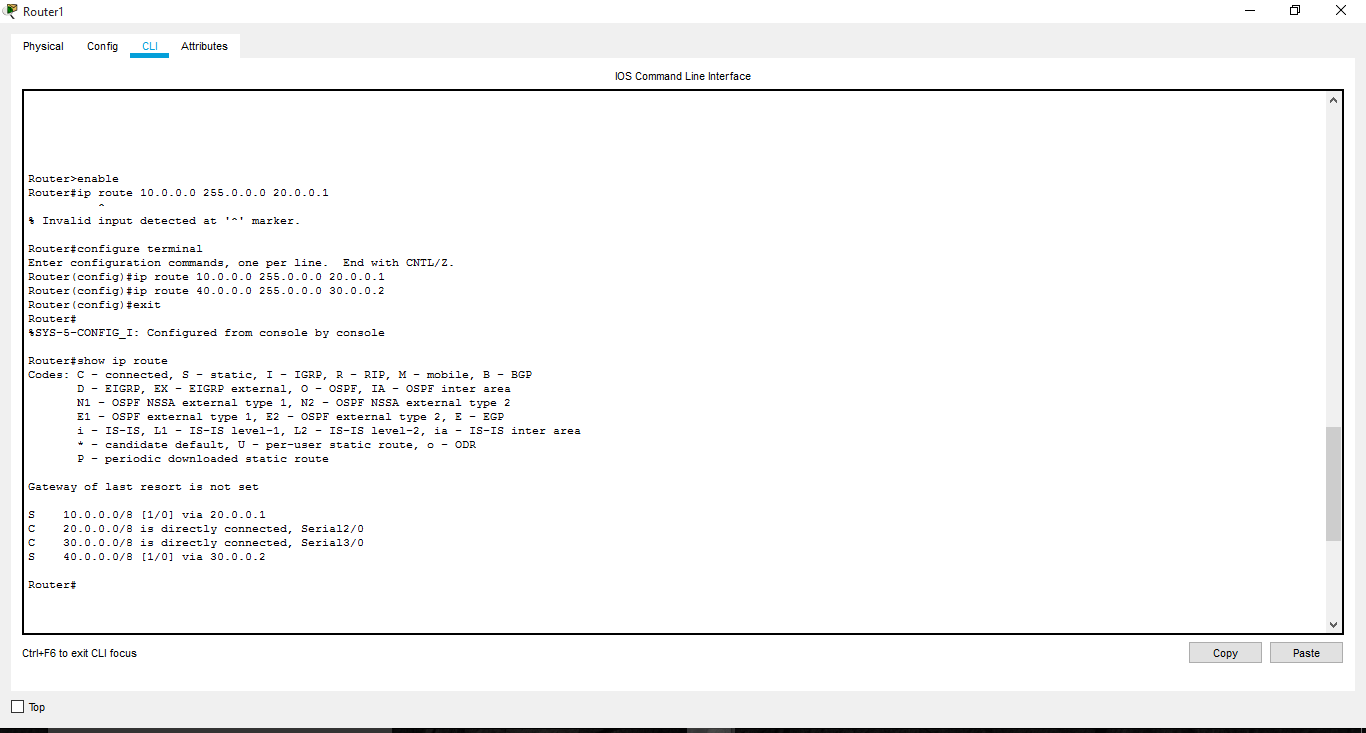 Router1
Physical Config CLI Attributes
IOS Command Line Interface
Router>enable
Router#ip route 10.0.0.0 255.0.0.0 20.0.0.1
^
% Invalid input detected at '^' marker.
Router#configure terminal
Enter configuration commands, one per line.  End with CNTL/Z.
Router(config)#ip route 10.0.0.0 255.0.0.0 20.0.0.1
Router(config)#ip route 40.0.0.0 255.0.0.0 30.0.0.2
Router(config)#exit
Router#
%SYS-5-CONFIG_I: Configured from console by console
Router#show ip route
Codes: C - connected, S - static, I - IGRP, R - RIP, M - mobile, B - BGP
D - EIGRP, EX - EIGRP external, O - OSPF, IA - OSPF inter area
N1 - OSPF NSSA external type 1, N2 - OSPF NSSA external type 2
E1 - OSPF external type 1, E2 - OSPF external type 2, E - EGP
i - IS-IS, L1 - IS-IS level-1, L2 - IS-IS level-2, ia - IS-IS inter area
* - candidate default, U - per-user static route, o - ODR
P - periodic downloaded static route
Gateway of last resort is not set
S    10.0.0.0/8 [1/0] via 20.0.0.1
C    20.0.0.0/8 is directly connected, Serial2/0
C    30.0.0.0/8 is directly connected, Serial3/0
S    40.0.0.0/8 [1/0] via 30.0.0.2
Router#
Ctrl+F6 to exit CLI focus
Copy Paste
Top